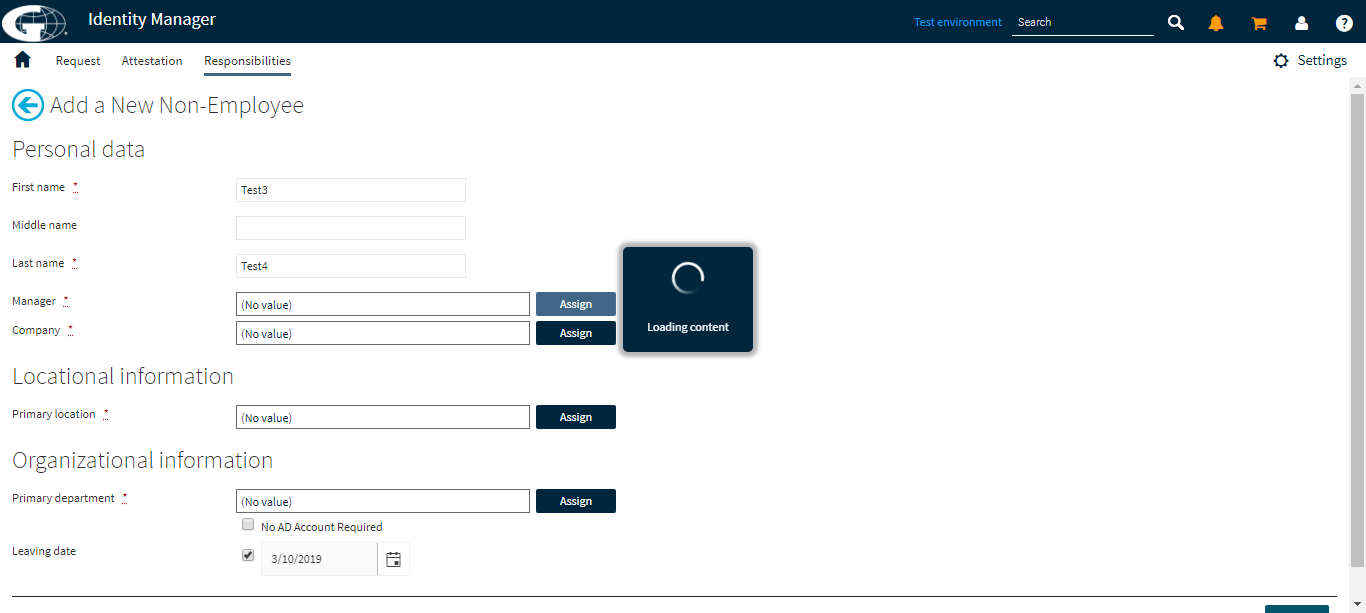 Identity Manager
Test environment
Search
Request
Attestation
Responsibilities
Settings
Add a New Non-Employee
Personal data
First name *
Test3
Middle name
Last name *
Test4
Manager *
(No value)
Assign
Company *
(No value)
Assign
Loading content
Locational information
Primary location *
(No value)
Assign
Organizational information
Primary department *
(No value)
Assign
No AD Account Required
Leaving date
3/10/2019